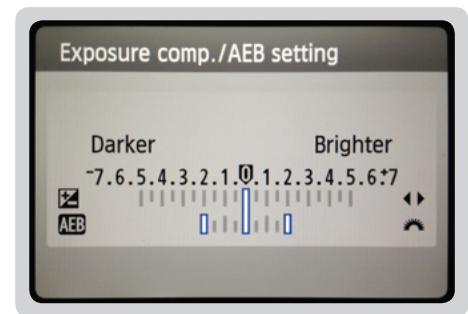 Exposure comp./AEB setting
Darker Brighter
-7.6.5.4.3.2.1.0.1.2.3.4.5.6.+7
AEB